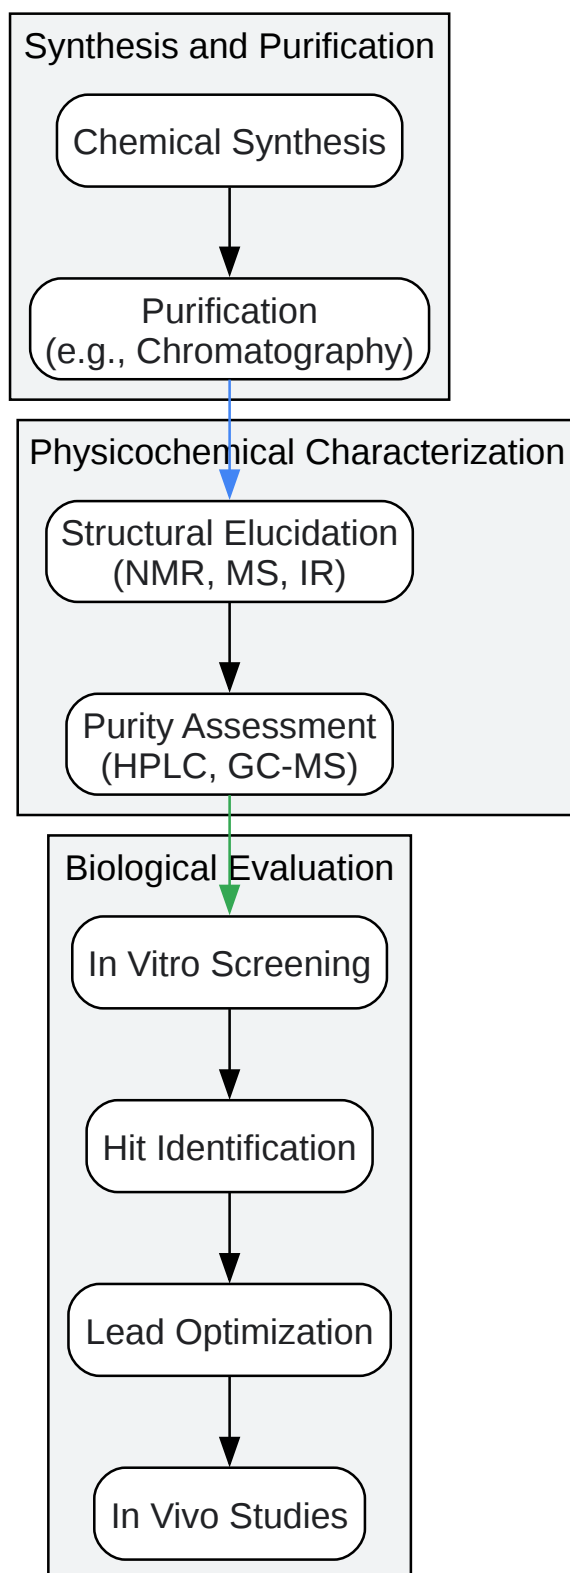 Synthesis and Purification
Chemical Synthesis
Purification
(e.g., Chromatography)
Physicochemical Characterization
Structural Elucidation
(NMR, MS, IR)
Purity Assessment
(HPLC, GC-MS)
Biological Evaluation
In Vitro Screening
Hit Identification
Lead Optimization
In Vivo Studies